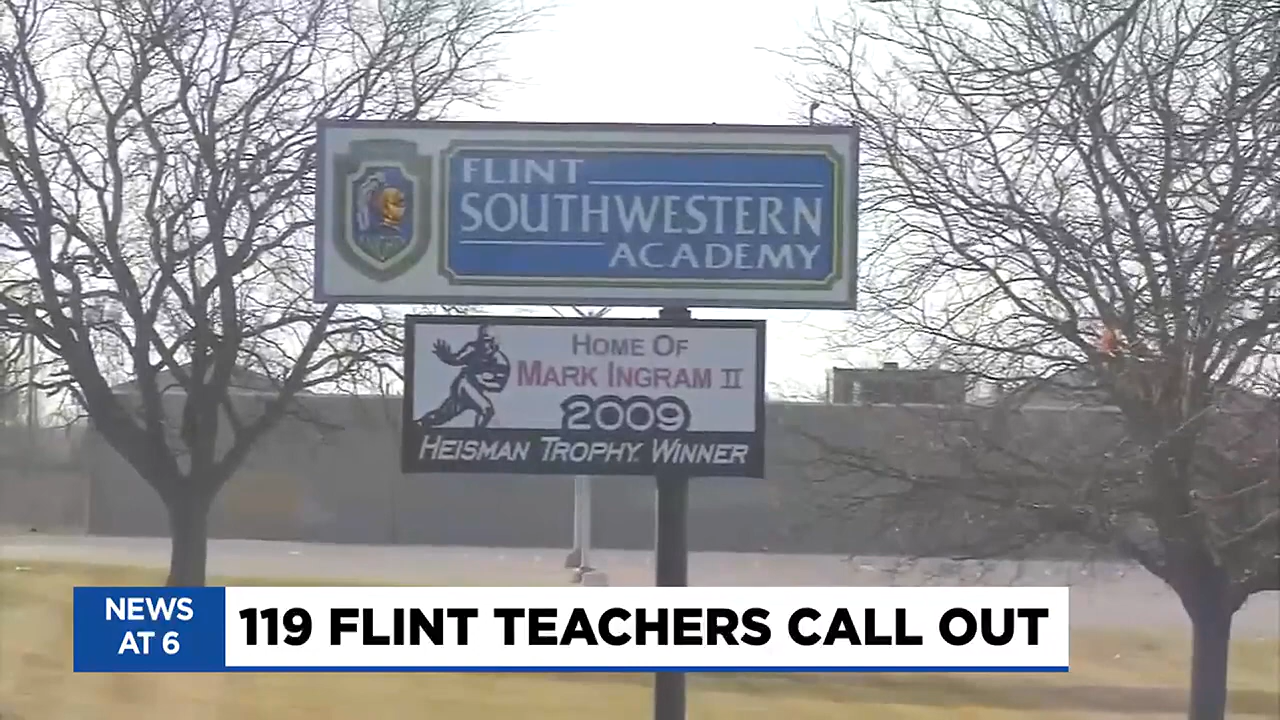 FLINT
SOUTHWESTERN
ACADEMY
HOME OF
MARK INGRAM II
2009
HEISMAN TROPHY WINNER
NEWS
AT 6
119 FLINT TEACHERS CALL OUT